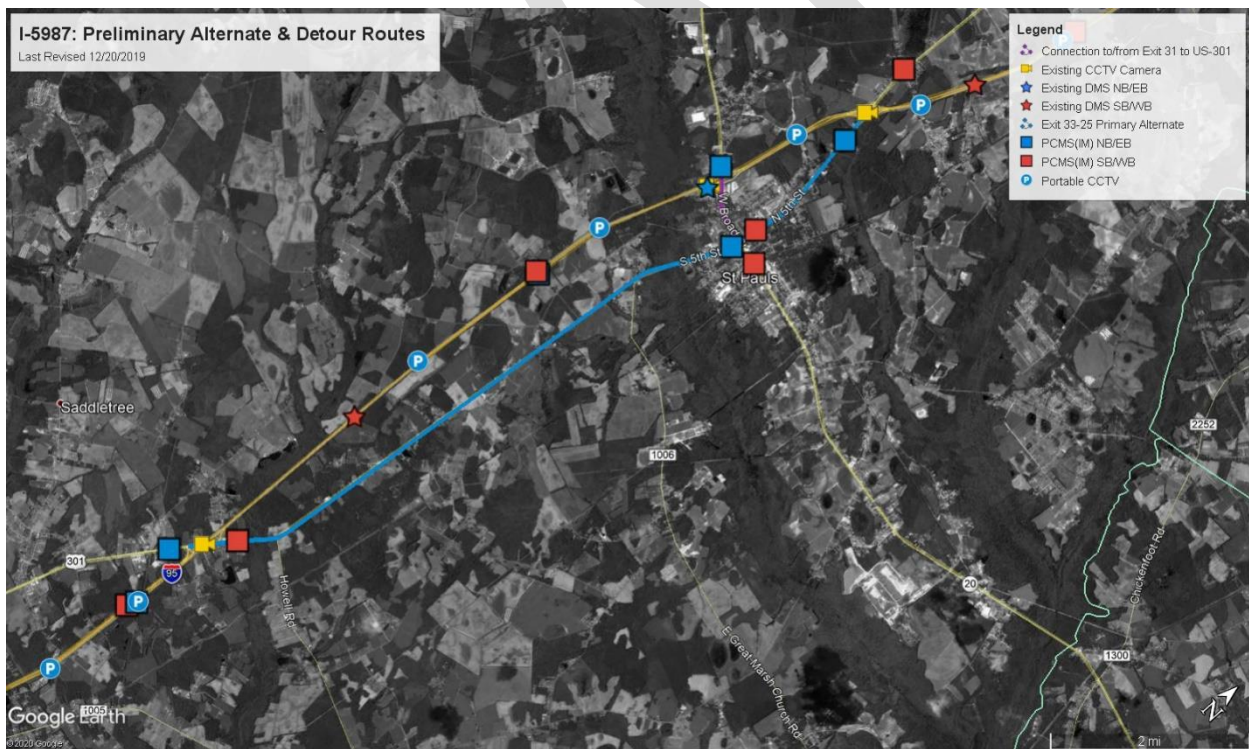 I-5987: Preliminary Alternate & Detour Routes
Last Revised 12/20/2019
Legend
Connection to/from Exit 31 to US-301
Existing CCTV Camera
Existing DMS NB/EB
Existing DMS SB/WB
Exit 33-25 Primary Alternate
PCMS(IM) NB/EB
PCMS(IM) SB/WB
Portable CCTV
P
P
P
P
W Broad
N 5th St
S 5th St
St Pauls
P
Saddletree
2252
1006
Chickenfoot Rd
301
95
20
P
Howell Rd
E Great Marsh Church Rd
1300
P
1005
Google Earth
©2020 Google
N
2 mi